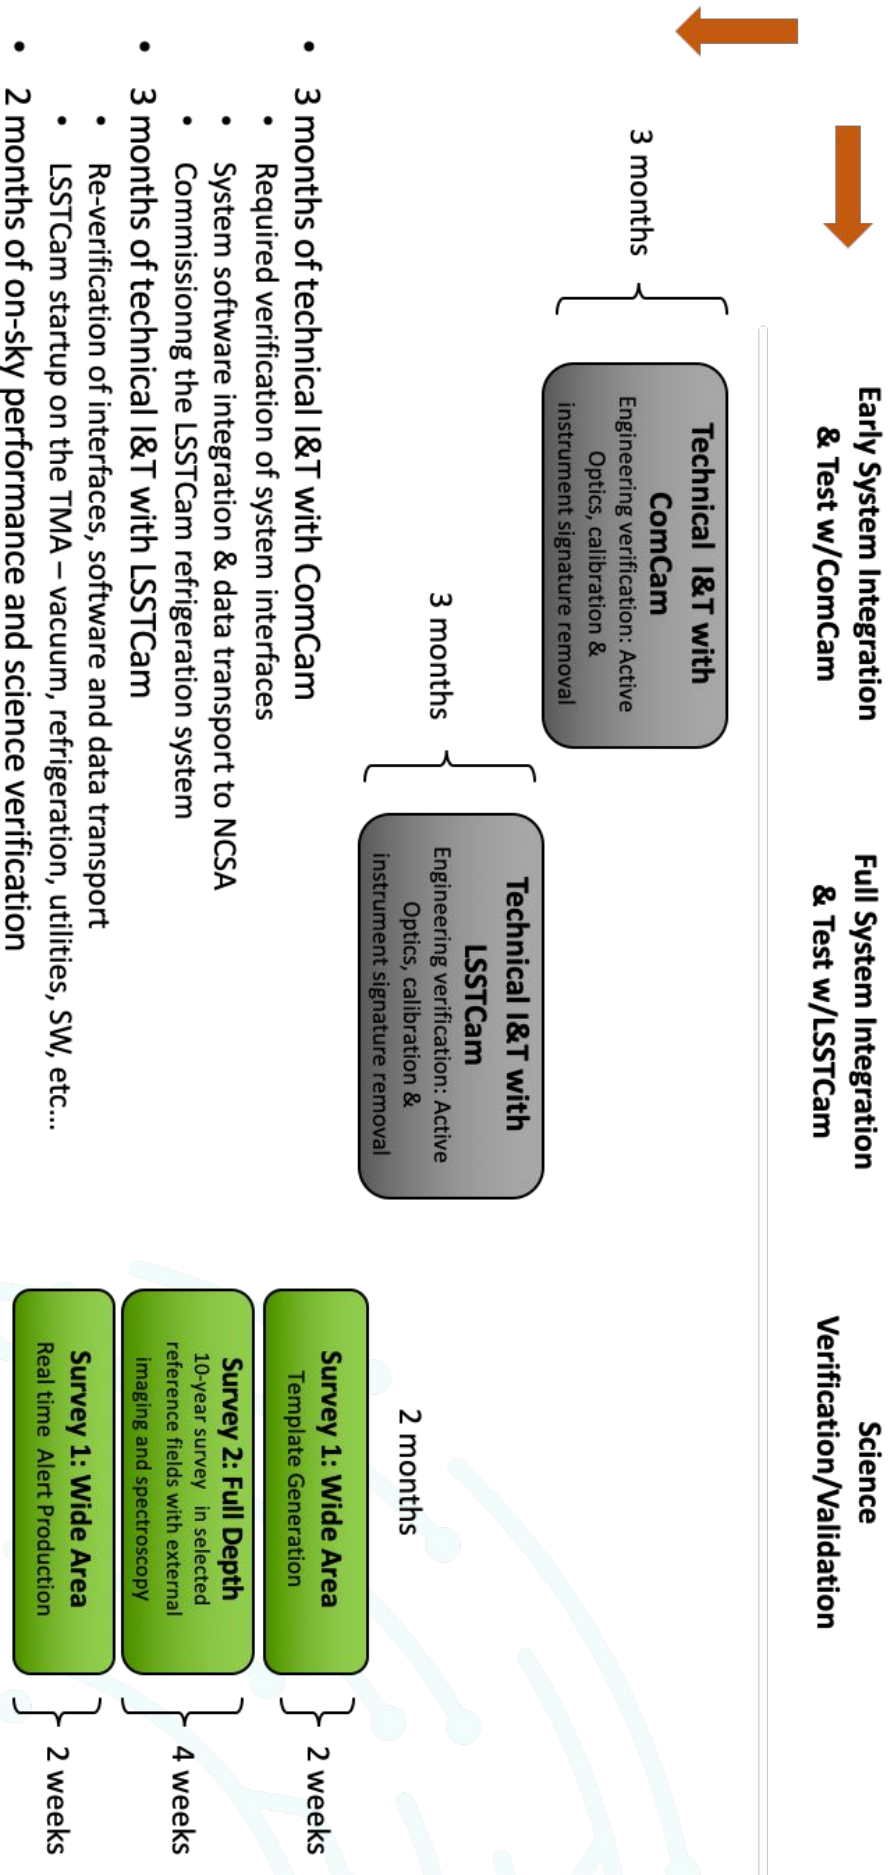 Early System Integration
& Test w/ComCam
Full System Integration
& Test w/LSSTCam
Science
Verification/Validation
3 months
Technical I&T with
ComCam
Engineering verification: Active
Optics, calibration &
instrument signature removal
3 months
Technical I&T with
LSSTCam
Engineering verification: Active
Optics, calibration &
instrument signature removal
2 months
Survey 1: Wide Area
Template Generation
2 weeks
Survey 2: Full Depth
10-year survey in selected
reference fields with external
imaging and spectroscopy
4 weeks
Survey 1: Wide Area
Real time Alert Production
2 weeks
• 3 months of technical I&T with ComCam
• Required verification of system interfaces
• System software integration & data transport to NCSA
• Commissionng the LSSTCam refrigeration system
• 3 months of technical I&T with LSSTCam
• Re-verification of interfaces, software and data transport
• LSSTCam startup on the TMA – vacuum, refrigeration, utilities, SW, etc...
• 2 months of on-sky performance and science verification